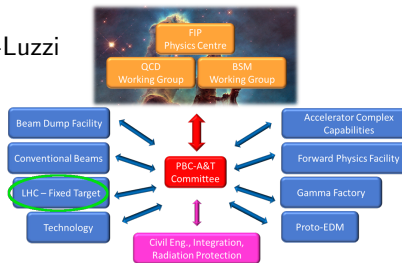 -Luzzi
FIP
Physics Centre
QCD
Working Group
BSM
Working Group
Beam Dump Facility
Accelerator Complex
Capabilities
Conventional Beams
PBC-A&T
Committee
Forward Physics Facility
LHC – Fixed Target
Gamma Factory
Technology
Proto-EDM
Civil Eng., Integration,
Radiation Protection